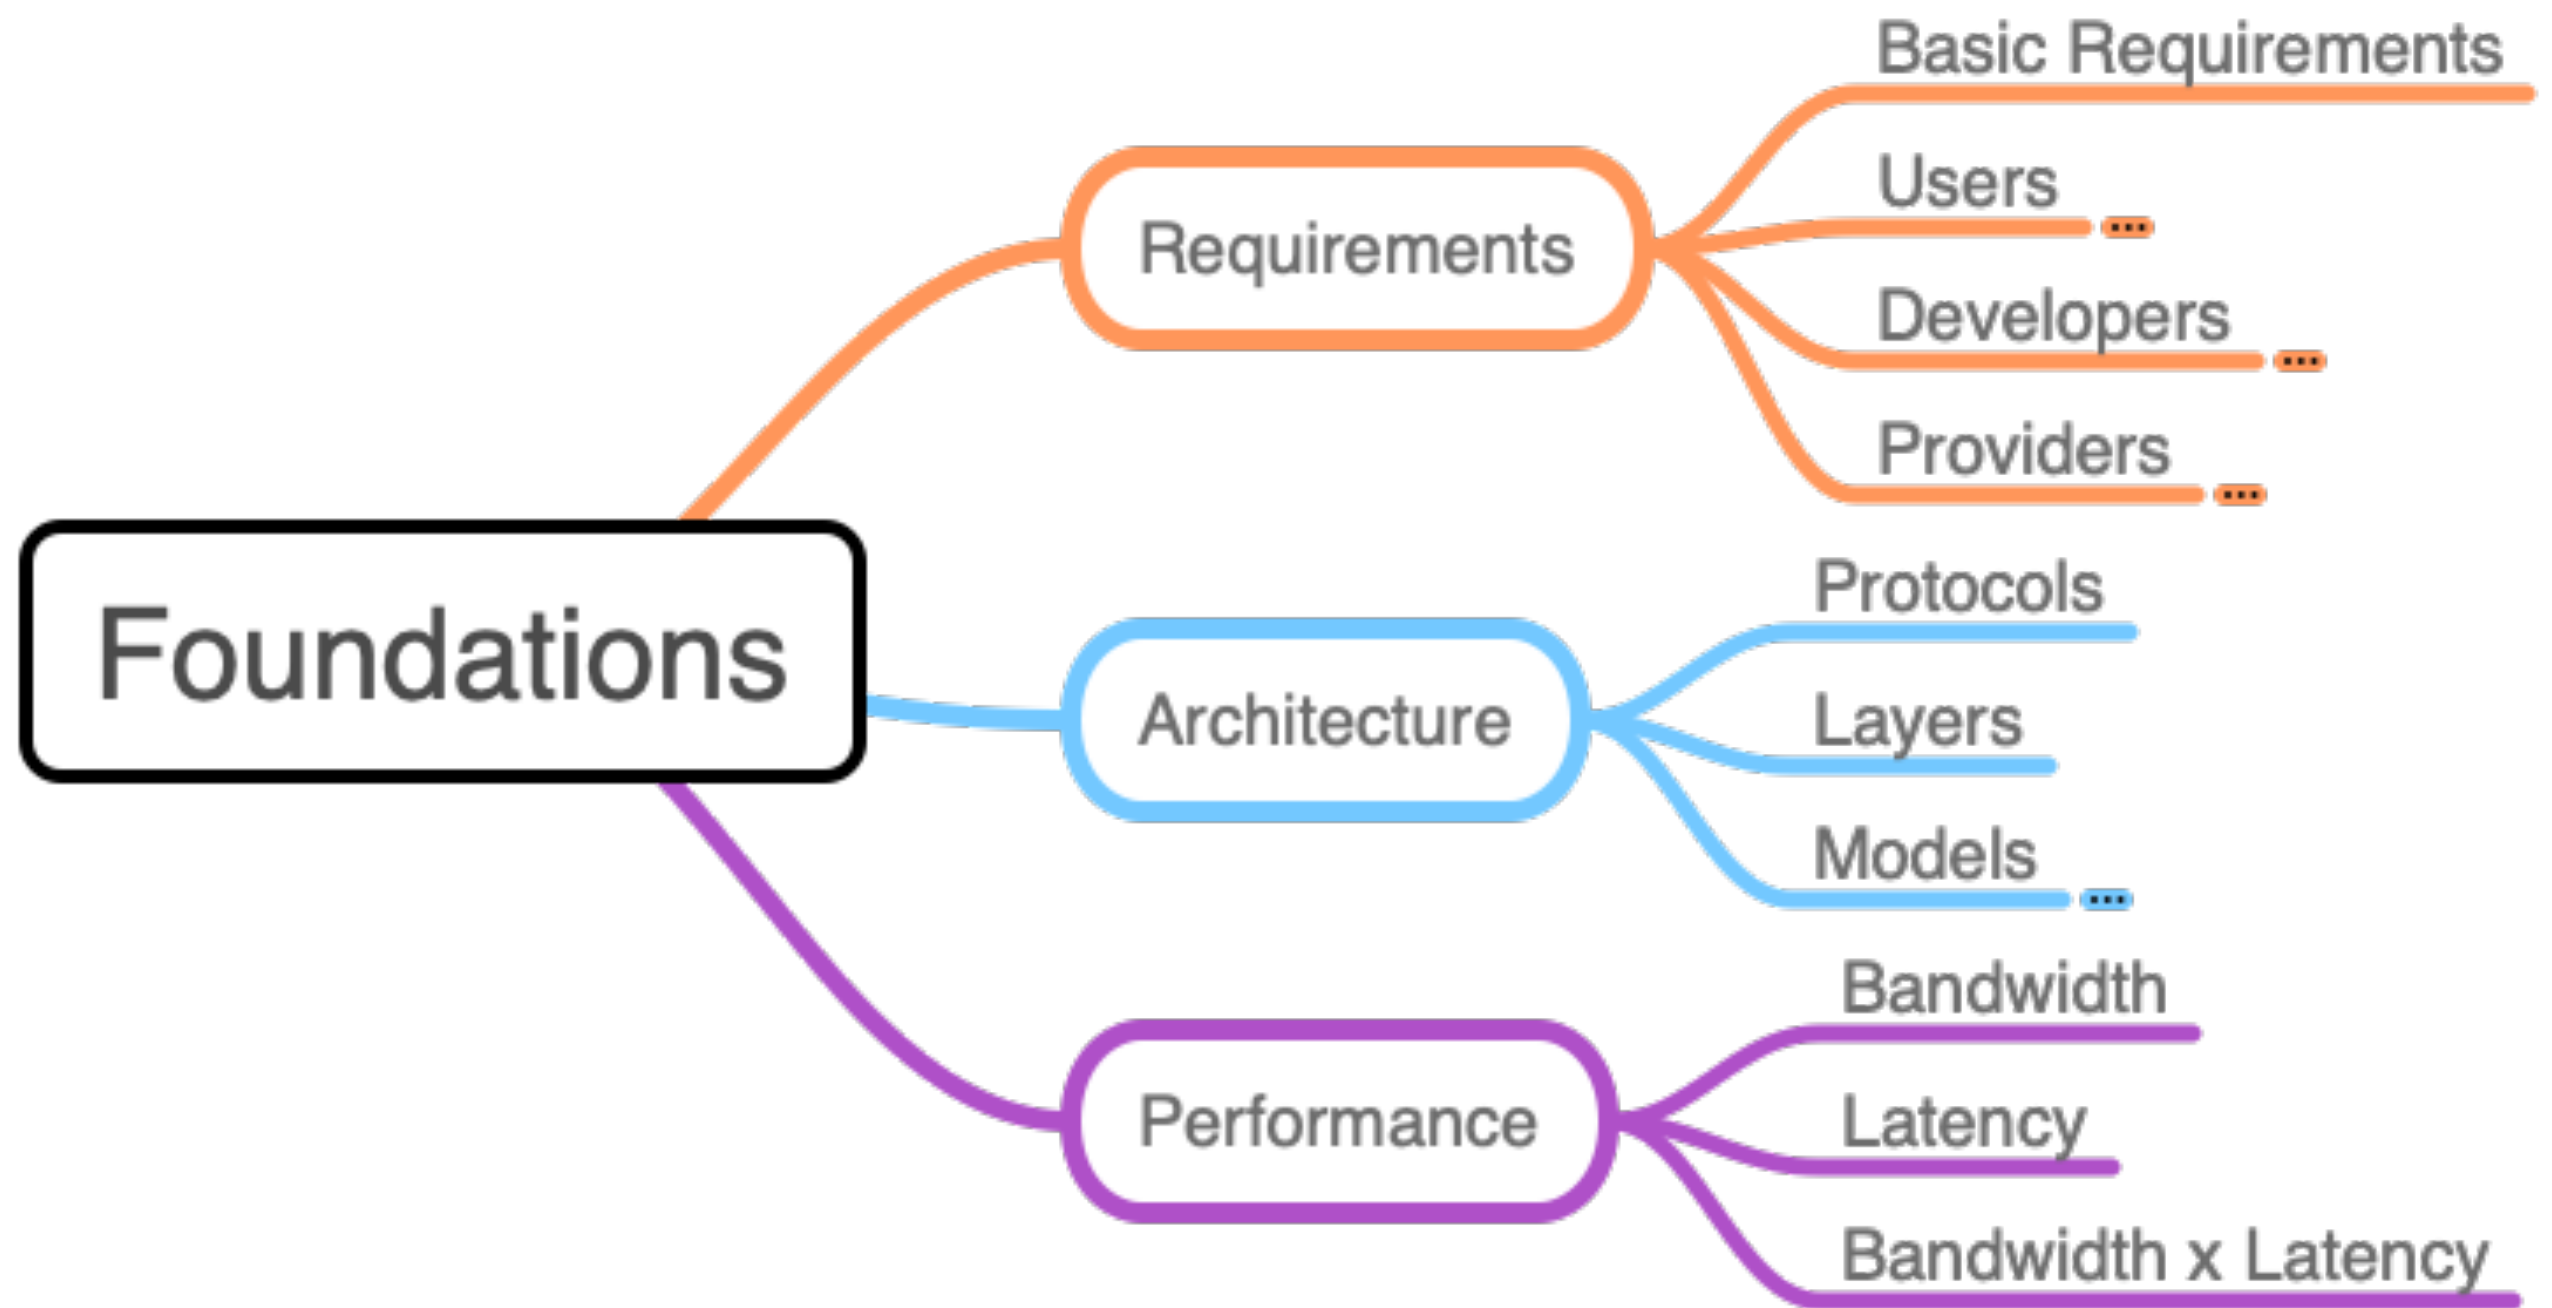 Foundations
Requirements
Basic Requirements
Users
Developers
Providers
Architecture
Protocols
Layers
Models
Performance
Bandwidth
Latency
Bandwidth x Latency